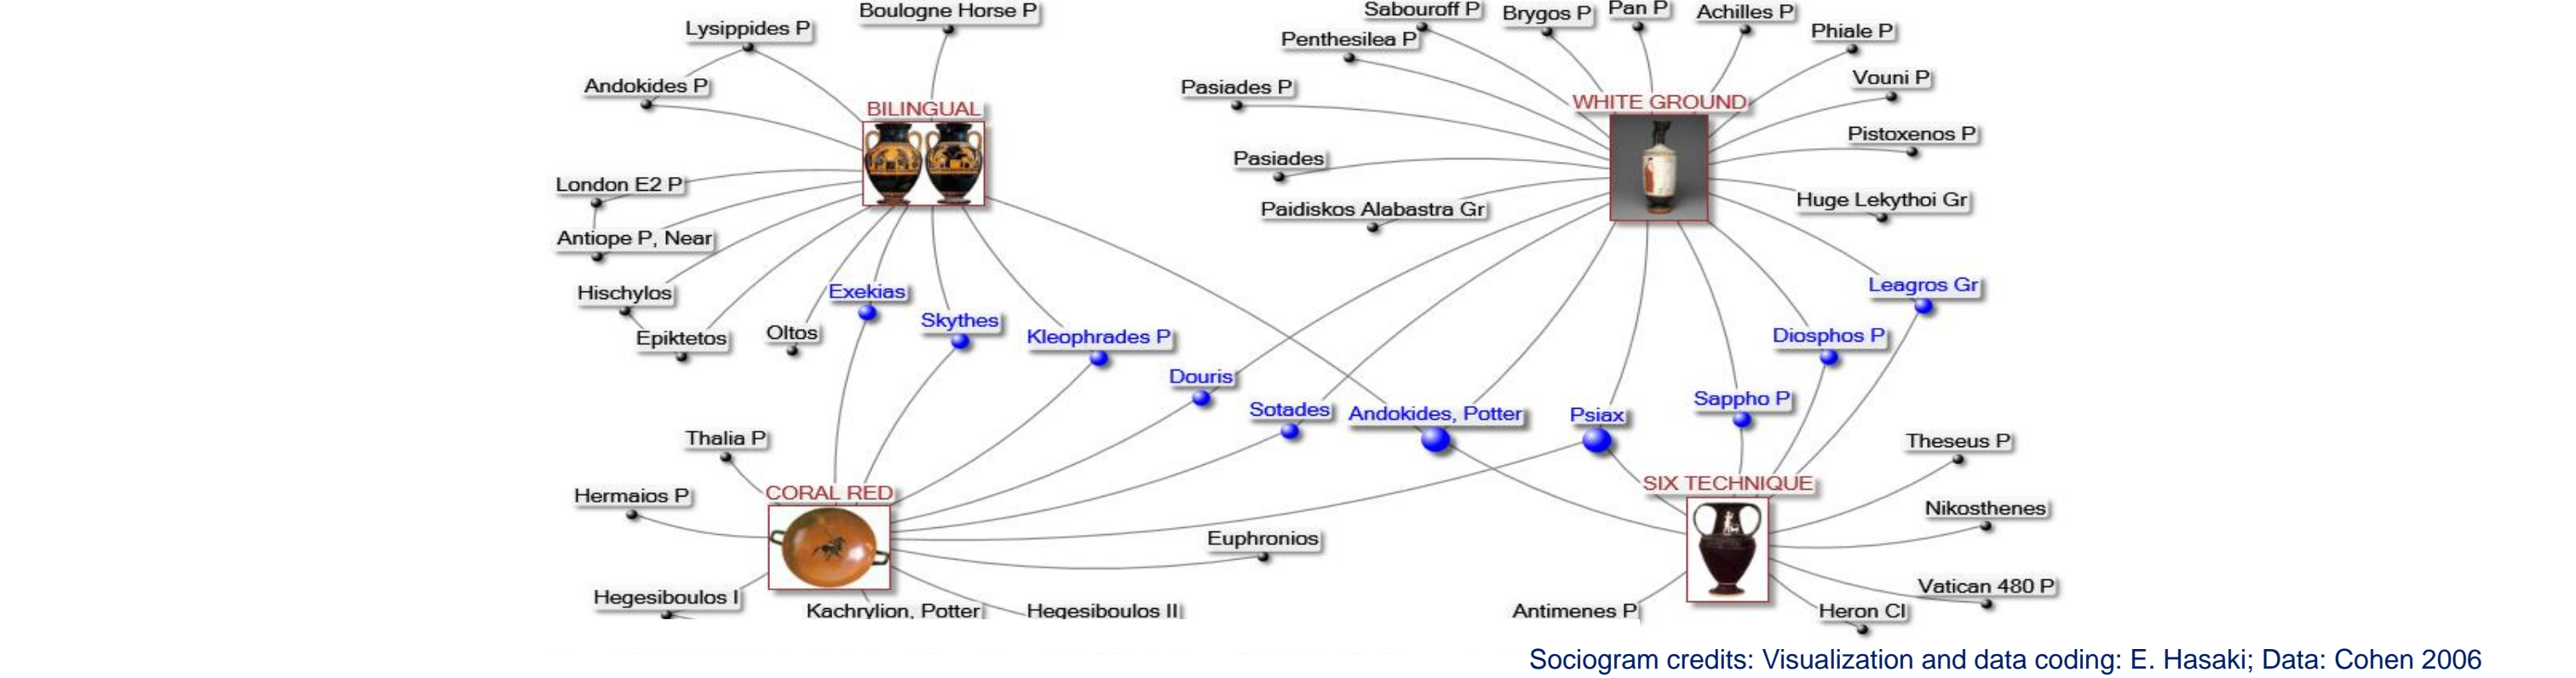 Boulogne Horse P
Lysippides P
Andokides P
BILINGUAL
London E2 P
Antiope P, Near
Hischylos
Epiktetos
Oltos
Exekias
Skythes
Kleophrades P
Sabouroff P
Brygos P
Pan P
Achilles P
Penthesilea P
Phiale P
Pasiades P
Vouni P
WHITE GROUND
Pistoxenos P
Pasiades
Huge Lekythoi Gr
Paidiskos Alabastra Gr
Leagros Gr
Diosphos P
Douris
Sotades
Andokides, Potter
Psiax
Sappho P
Thalia P
Hermaios P
CORAL RED
Hegesiboulos I
Kachrylion, Potter
Hegesiboulos II
Euphronios
SIX TECHNIQUE
Theseus P
Nikosthenes
Vatican 480 P
Antimenes P
Heron Cl
Sociogram credits: Visualization and data coding: E. Hasaki; Data: Cohen 2006